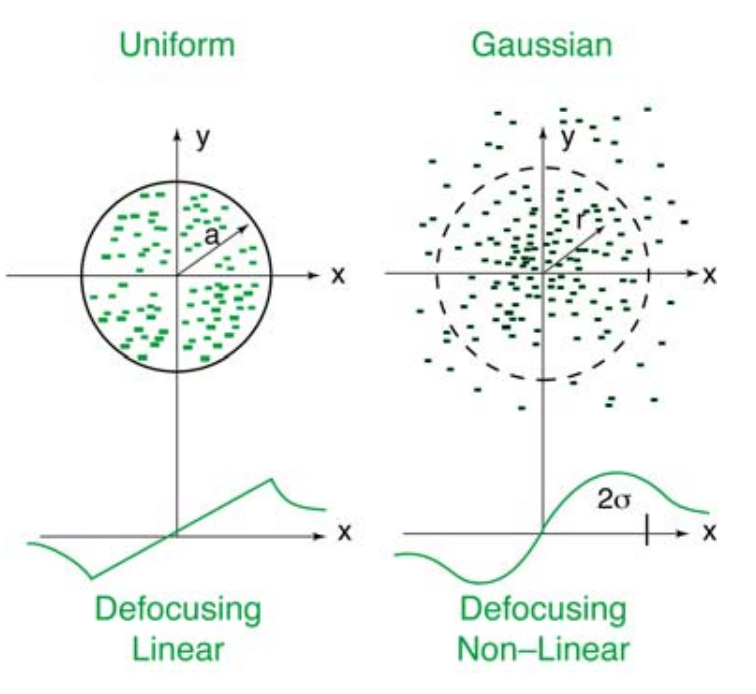 Uniform
Gaussian
y
y
a
r
x
x
2σ
x
x
Defocusing
Linear
Defocusing
Non–Linear